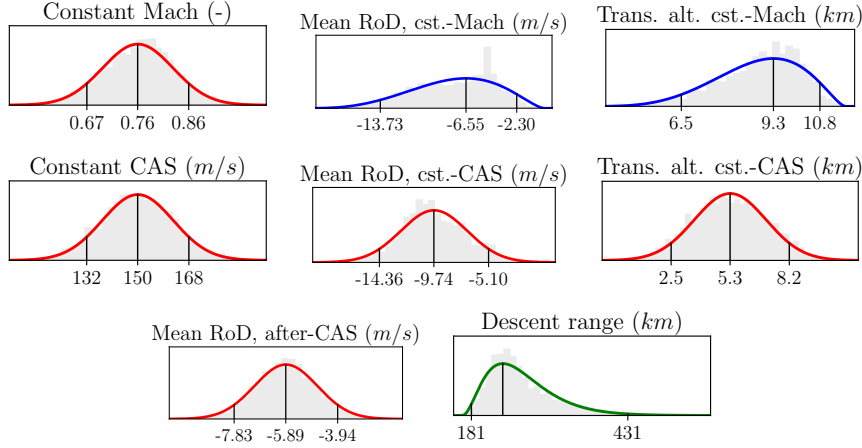 Constant Mach (-)
0.67 0.76 0.86
Mean RoD, cst.-Mach (m/s)
-13.73 -6.55 -2.30
Trans. alt. cst.-Mach (km)
6.5 9.3 10.8
Constant CAS (m/s)
132 150 168
Mean RoD, cst.-CAS (m/s)
-14.36 -9.74 -5.10
Trans. alt. cst.-CAS (km)
2.5 5.3 8.2
Mean RoD, after-CAS (m/s)
-7.83 -5.89 -3.94
Descent range (km)
181 431